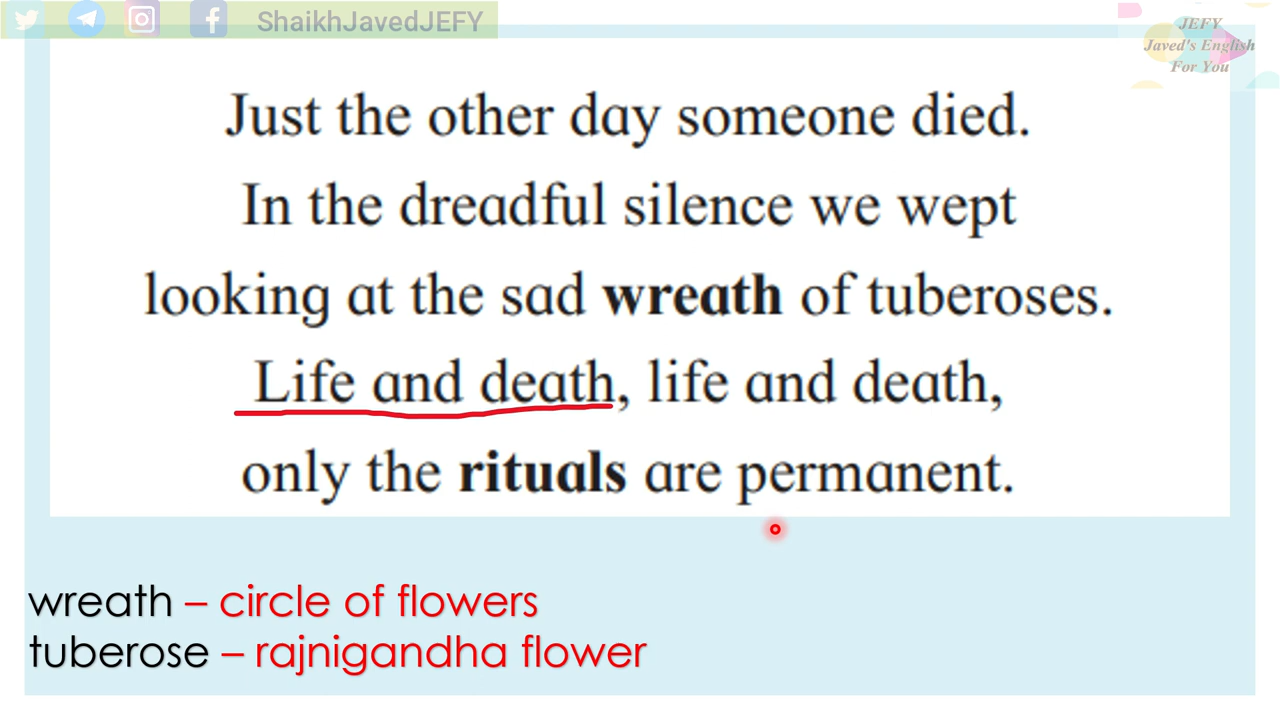 ShaikhJavedJEFY
JEFY
Javed's English
For You
Just the other day someone died.
In the dreadful silence we wept
looking at the sad wreath of tuberoses.
Life and death, life and death,
only the rituals are permanent.
wreath – circle of flowers
tuberose – rajnigandha flower